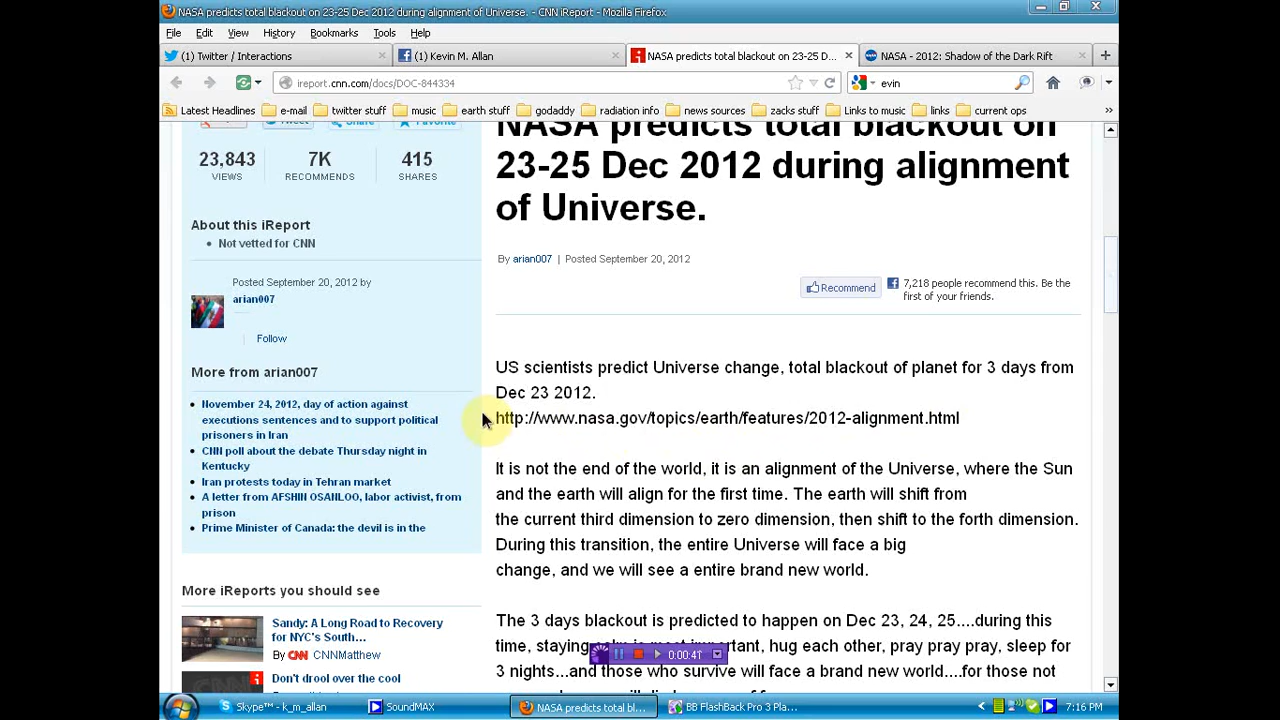 NASA predicts total blackout on 23-25 Dec 2012 during alignment of Universe. - CNN iReport - Mozilla Firefox
File Edit View History Bookmarks Tools Help
(1) Twitter / Interactions
(1) Kevin M. Allan
NASA predicts total blackout on 23-25 D...
NASA - 2012: Shadow of the Dark Rift
ireport.cnn.com/docs/DOC-844334
evin
Latest Headlines e-mail twitter stuff music earth stuff godaddy radiation info news sources zacks stuff Links to music links current ops »
Tweet Share Favorite
23,843 7K 415
VIEWS RECOMMENDS SHARES
About this iReport
• Not vetted for CNN
Posted September 20, 2012 by
arian007
Follow
More from arian007
• November 24, 2012, day of action against
executions sentences and to support political
prisoners in Iran
• CNN poll about the debate Thursday night in
Kentucky
• Iran protests today in Tehran market
• A letter from AFSHIN OSANLOO, labor activist, from
prison
• Prime Minister of Canada: the devil is in the
More iReports you should see
Sandy: A Long Road to Recovery
for NYC's South...
By CNN CNNMatthew
Don't drool over the cool
NASA predicts total blackout on
23-25 Dec 2012 during alignment
of Universe.
By arian007 | Posted September 20, 2012
Recommend
7,218 people recommend this. Be the
first of your friends.
US scientists predict Universe change, total blackout of planet for 3 days from
Dec 23 2012.
http://www.nasa.gov/topics/earth/features/2012-alignment.html
It is not the end of the world, it is an alignment of the Universe, where the Sun
and the earth will align for the first time. The earth will shift from
the current third dimension to zero dimension, then shift to the forth dimension.
During this transition, the entire Universe will face a big
change, and we will see a entire brand new world.
The 3 days blackout is predicted to happen on Dec 23, 24, 25....during this
time, staying most important, hug each other, pray pray pray, sleep for
3 nights...and those who survive will face a brand new world....for those not
0:00:41
Skype™ - k_m_allan
SoundMAX
NASA predicts total bl...
BB FlashBack Pro 3 Pla...
7:16 PM